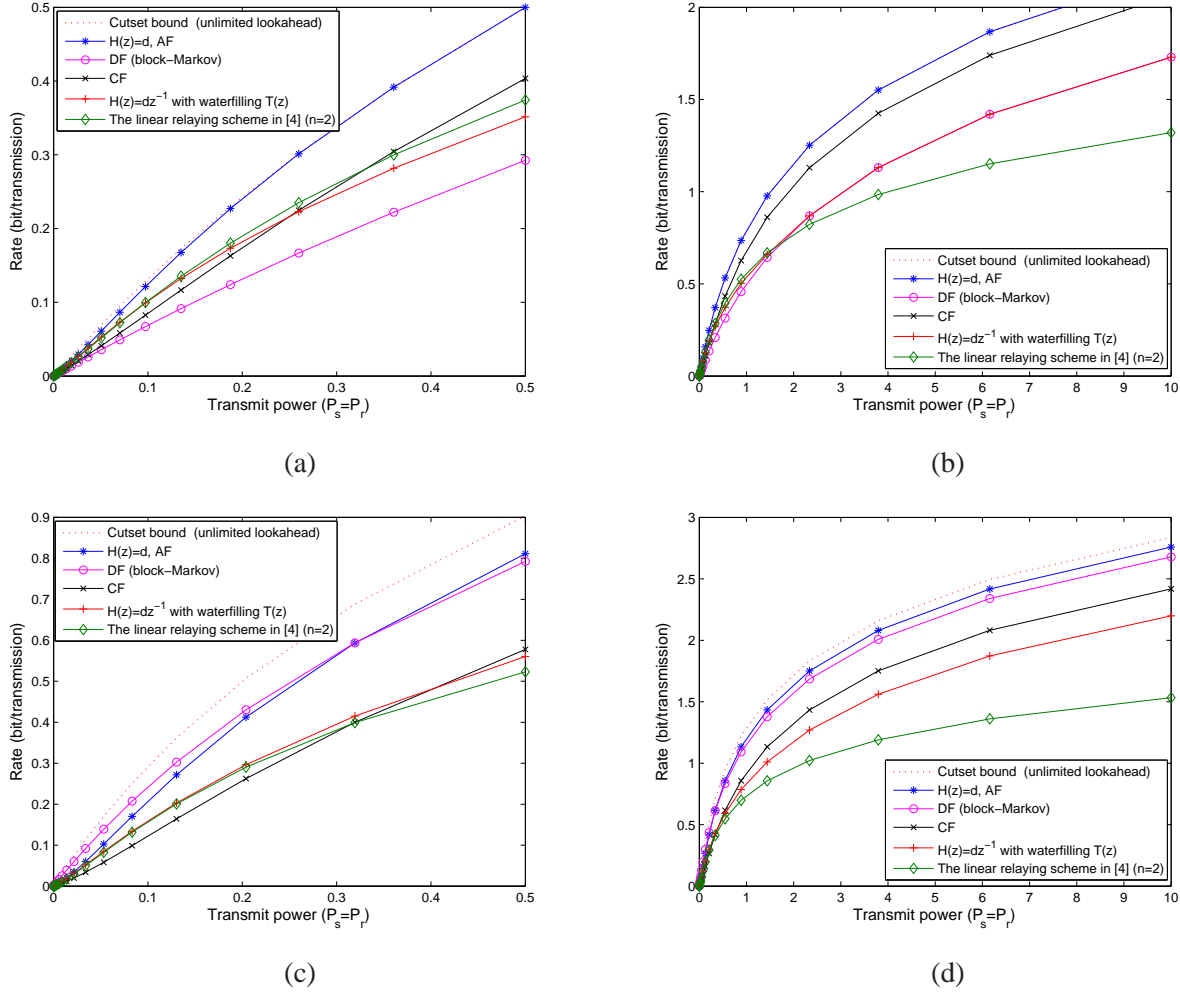 0.5
0.4
0.3
0.2
0.1
0
Rate (bit/transmission)
Cutset bound (unlimited lookahead)
H(z)=d, AF
DF (block−Markov)
CF
H(z)=dz⁻¹ with waterfilling T(z)
The linear relaying scheme in [4] (n=2)
0 0.1 0.2 0.3 0.4 0.5
Transmit power (Pₛ=Pᵣ)
(a)
2
1.5
1
0.5
0
Rate (bit/transmission)
Cutset bound (unlimited lookahead)
H(z)=d, AF
DF (block−Markov)
CF
H(z)=dz⁻¹ with waterfilling T(z)
The linear relaying scheme in [4] (n=2)
0 1 2 3 4 5 6 7 8 9 10
Transmit power (Pₛ=Pᵣ)
(b)
0.9
0.8
0.7
0.6
0.5
0.4
0.3
0.2
0.1
0
Rate (bit/transmission)
Cutset bound (unlimited lookahead)
H(z)=d, AF
DF (block−Markov)
CF
H(z)=dz⁻¹ with waterfilling T(z)
The linear relaying scheme in [4] (n=2)
0 0.1 0.2 0.3 0.4 0.5
Transmit power (Pₛ=Pᵣ)
(c)
3
2.5
2
1.5
1
0.5
0
Rate (bit/transmission)
Cutset bound (unlimited lookahead)
H(z)=d, AF
DF (block−Markov)
CF
H(z)=dz⁻¹ with waterfilling T(z)
The linear relaying scheme in [4] (n=2)
0 1 2 3 4 5 6 7 8 9 10
Transmit power (Pₛ=Pᵣ)
(d)